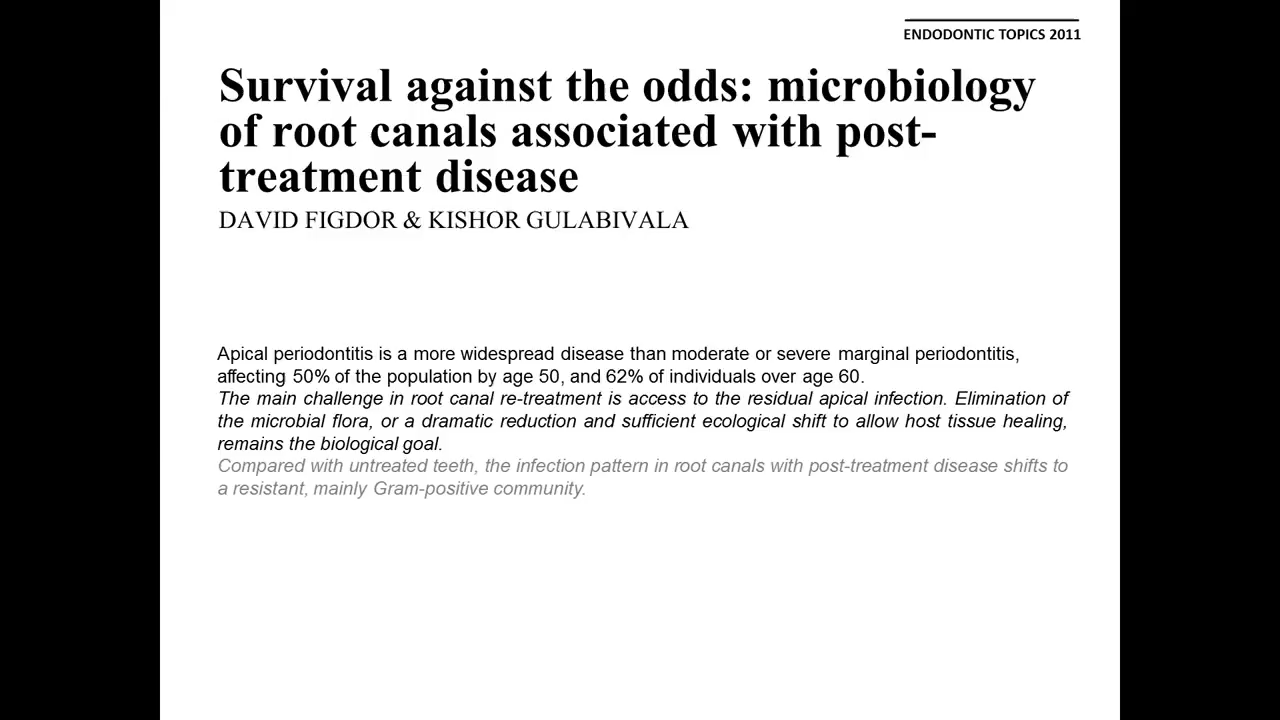 ENDODONTIC TOPICS 2011
Survival against the odds: microbiology
of root canals associated with post-
treatment disease
DAVID FIGDOR & KISHOR GULABIVALA
Apical periodontitis is a more widespread disease than moderate or severe marginal periodontitis,
affecting 50% of the population by age 50, and 62% of individuals over age 60.
The main challenge in root canal re-treatment is access to the residual apical infection. Elimination of
the microbial flora, or a dramatic reduction and sufficient ecological shift to allow host tissue healing,
remains the biological goal.
Compared with untreated teeth, the infection pattern in root canals with post-treatment disease shifts to
a resistant, mainly Gram-positive community.